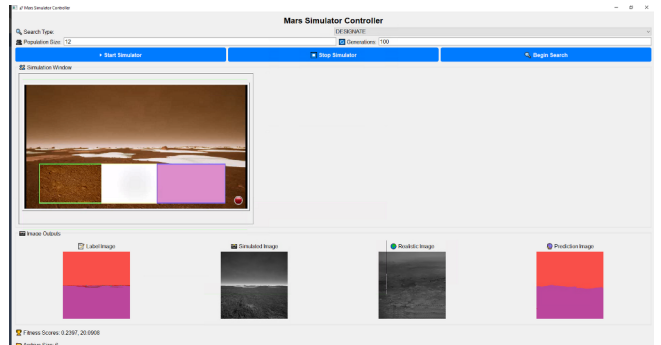 Mars Simulator Controller
Mars Simulator Controller
Search Type:
DESIGNATE
Population Size: 12
Generations: 100
Start Simulator
Stop Simulator
Begin Search
Simulation Window
Image Outputs
Label Image
Simulated Image
Realistic Image
Prediction Image
Fitness Scores: 0.2397, 20.0908